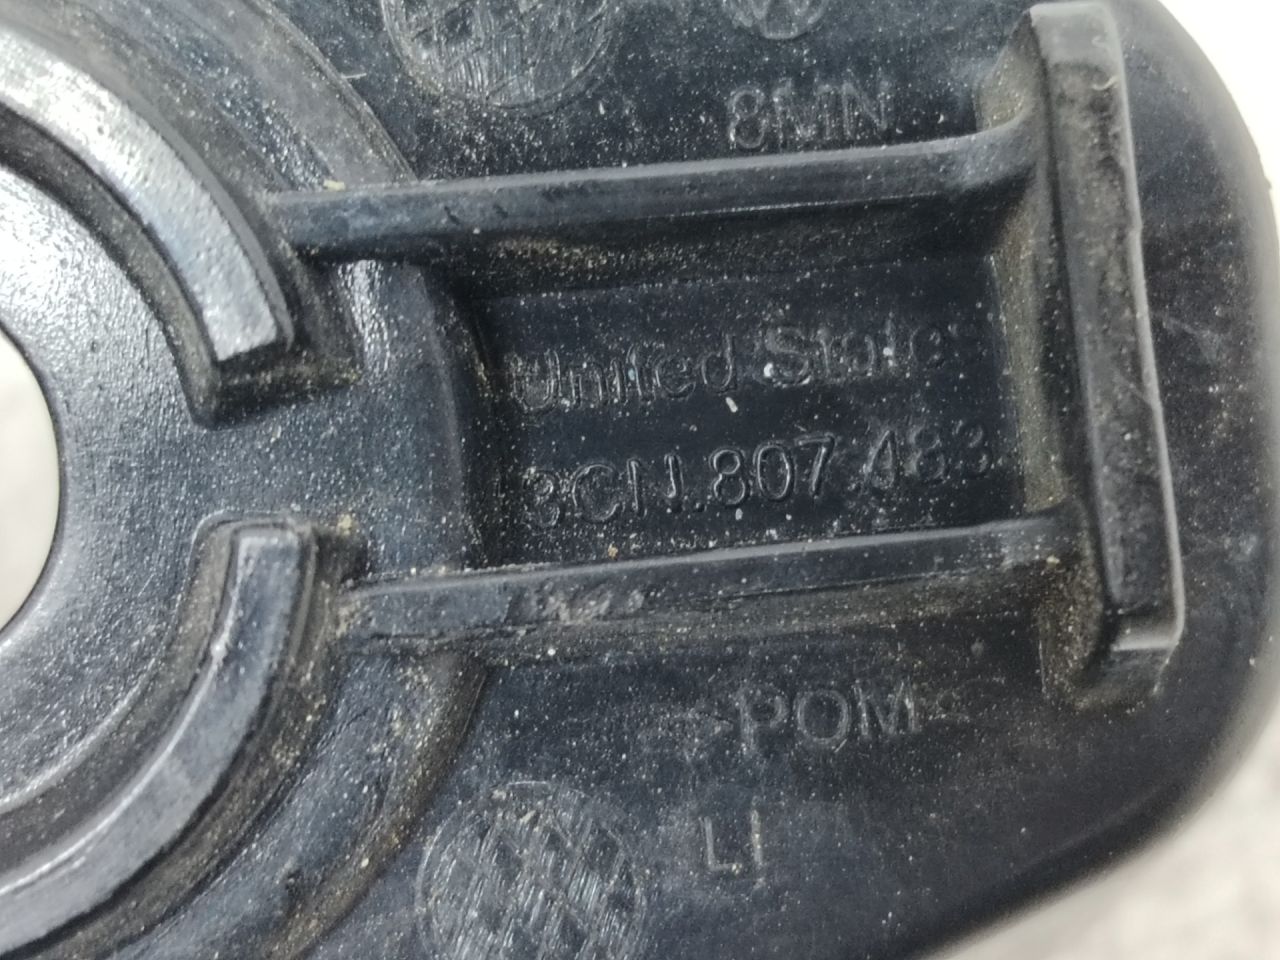 8MN
United States
3CN.807.483
>POM<
LI